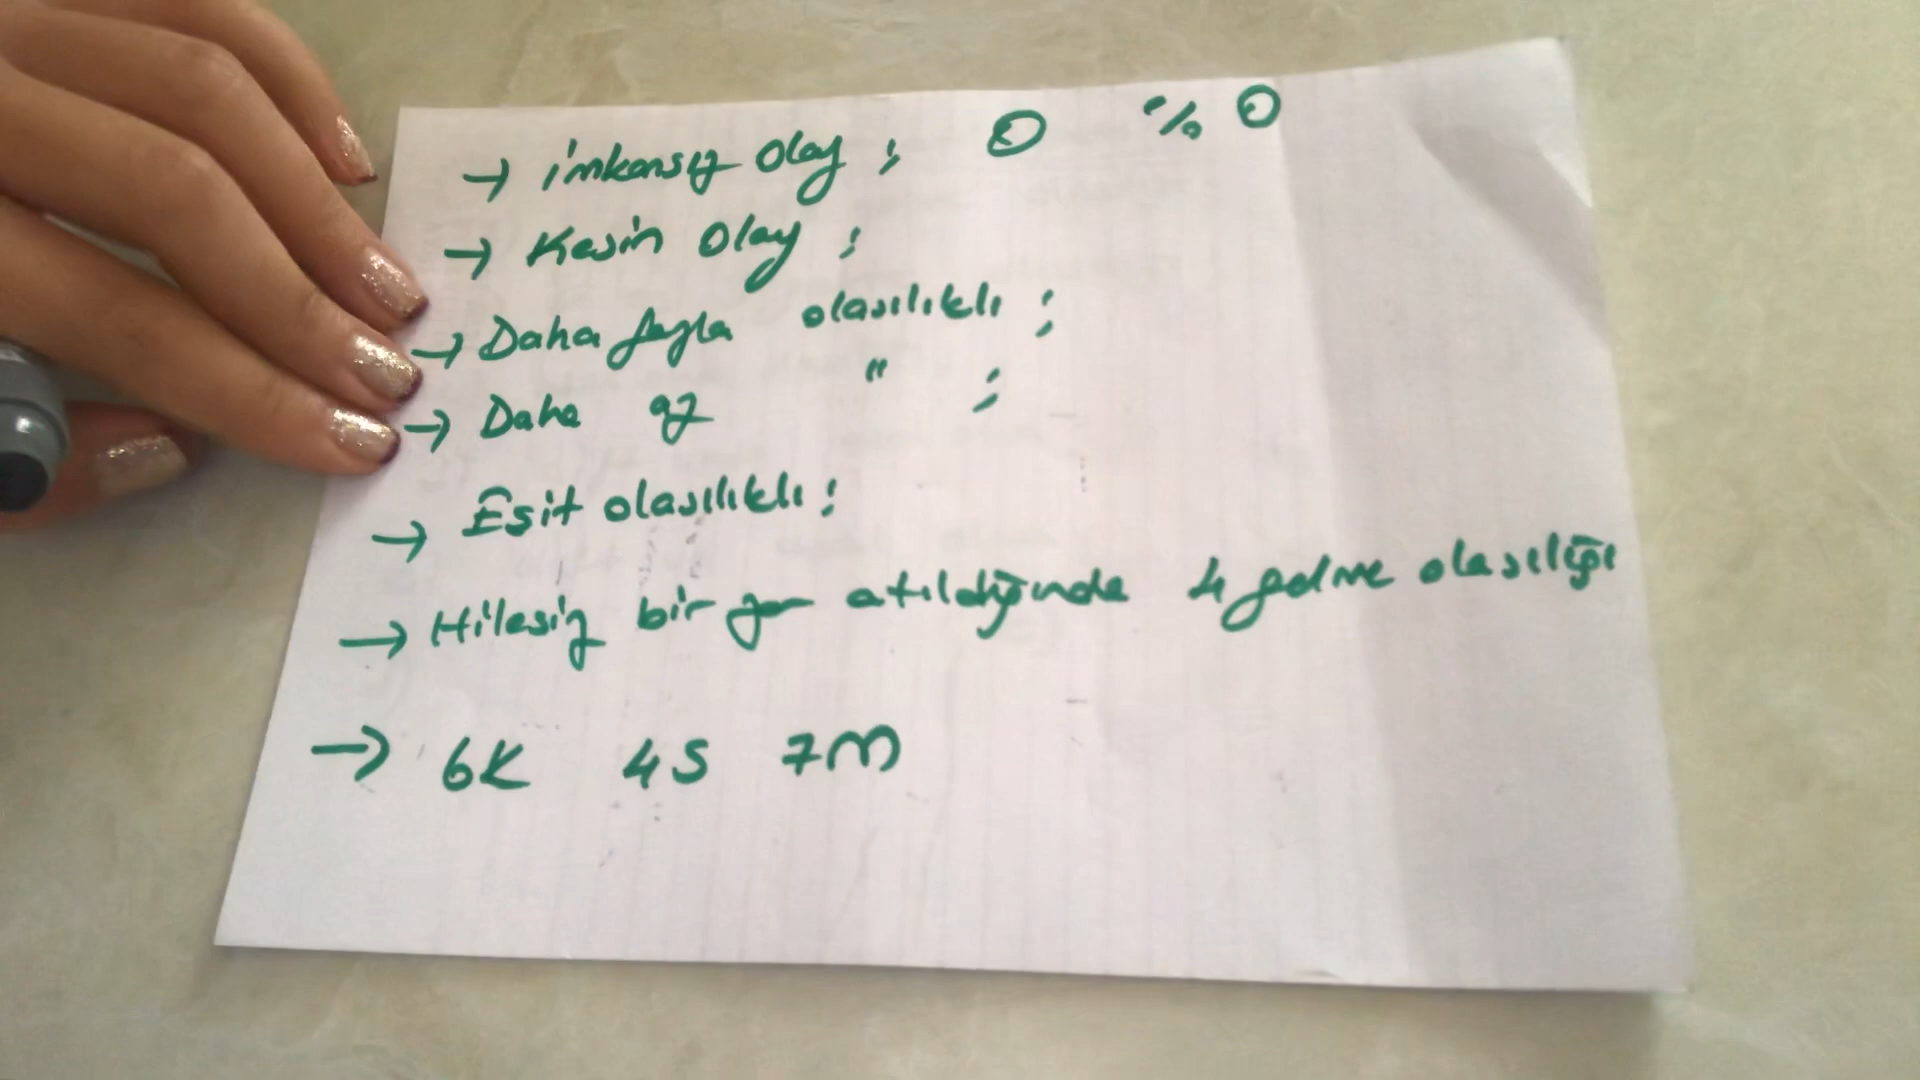 → imkansız olay ; 0 % 0
→ Kesin olay ;
→ Daha fazla olasılıklı ;
→ Daha az " ;
→ Eşit olasılıklı ;
→ Hilesiz bir zar atıldığında 4 gelme olasılığı
→ 6K 4S 7M